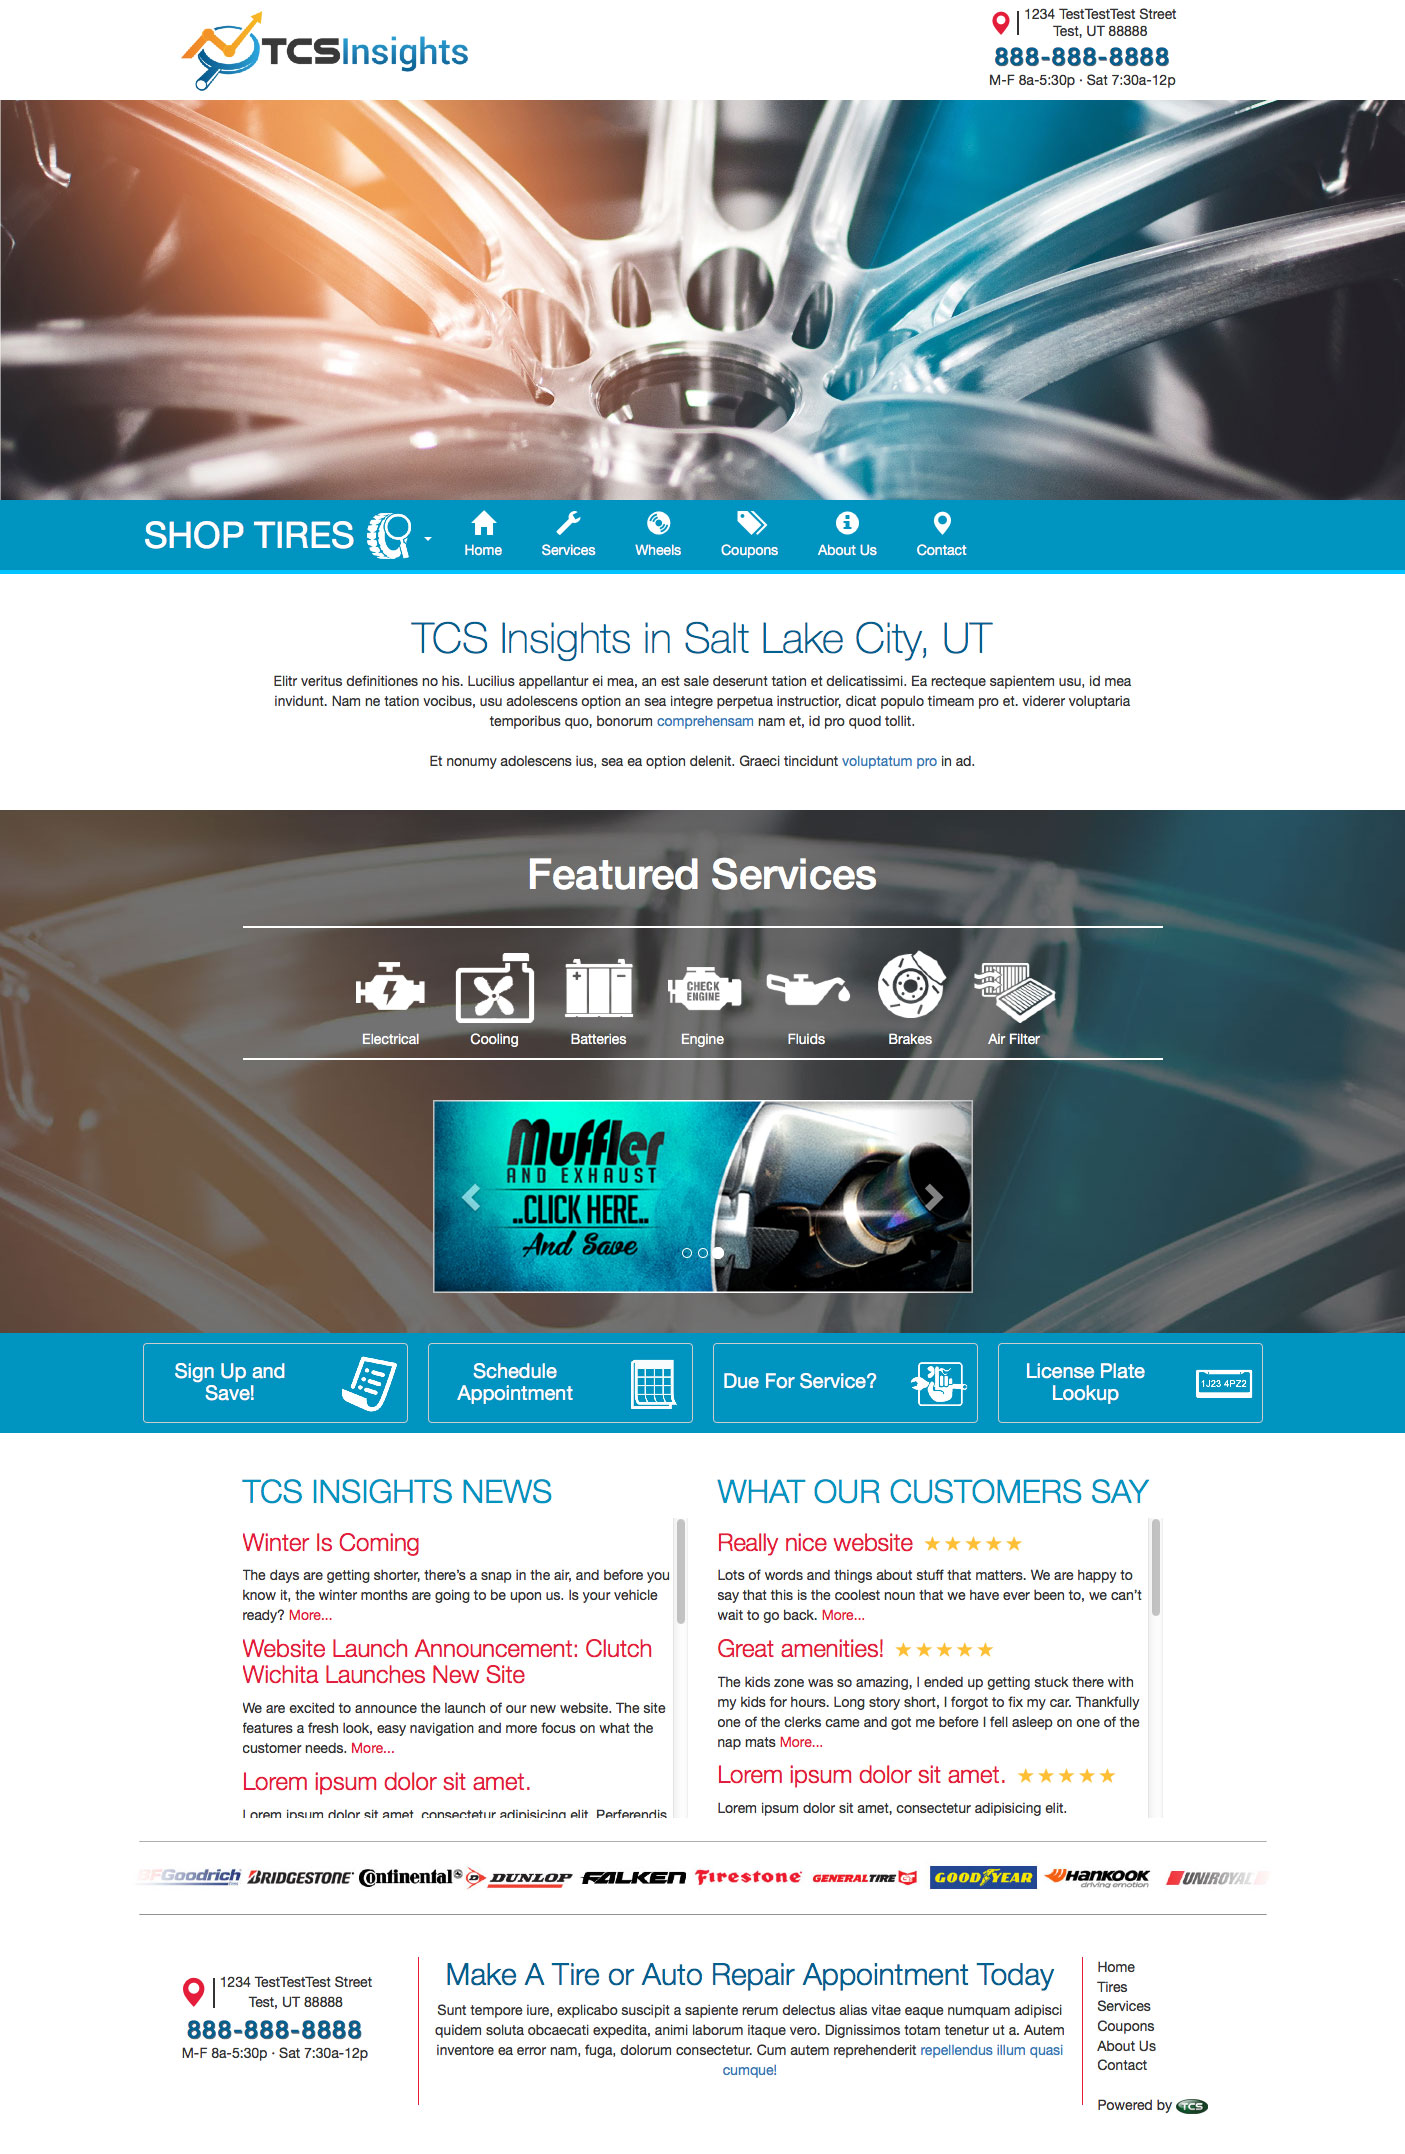 TCSInsights
1234 TestTestTest Street
Test, UT 88888
888-888-8888
M-F 8a-5:30p · Sat 7:30a-12p
SHOP TIRES
Home
Services
Wheels
Coupons
About Us
Contact
TCS Insights in Salt Lake City, UT
Elitr veritus definitiones no his. Lucilius appellantur ei mea, an est sale deserunt tation et delicatissimi. Ea recteque sapientem usu, id mea
invidunt. Nam ne tation vocibus, usu adolescens option an sea integre perpetua instructior, dicat populo timeam pro et. viderer voluptaria
temporibus quo, bonorum comprehensam nam et, id pro quod tollit.
Et nonumy adolescens ius, sea ea option delenit. Graeci tincidunt voluptatum pro in ad.
Featured Services
CHECK
ENGINE
Electrical
Cooling
Batteries
Engine
Fluids
Brakes
Air Filter
Muffler
AND EXHAUST
..CLICK HERE..
And Save
Sign Up and
Save!
Schedule
Appointment
Due For Service?
License Plate
Lookup
1J23 4PZ2
TCS INSIGHTS NEWS
Winter Is Coming
The days are getting shorter, there's a snap in the air, and before you
know it, the winter months are going to be upon us. Is your vehicle
ready? More...
Website Launch Announcement: Clutch
Wichita Launches New Site
We are excited to announce the launch of our new website. The site
features a fresh look, easy navigation and more focus on what the
customer needs. More...
Lorem ipsum dolor sit amet.
Lorem ipsum dolor sit amet, consectetur adipisicing elit. Perferendis
WHAT OUR CUSTOMERS SAY
Really nice website ★★★★★
Lots of words and things about stuff that matters. We are happy to
say that this is the coolest noun that we have ever been to, we can't
wait to go back. More...
Great amenities! ★★★★★
The kids zone was so amazing, I ended up getting stuck there with
my kids for hours. Long story short, I forgot to fix my car. Thankfully
one of the clerks came and got me before I fell asleep on one of the
nap mats More...
Lorem ipsum dolor sit amet. ★★★★★
Lorem ipsum dolor sit amet, consectetur adipisicing elit.
BFGoodrich BRIDGESTONE Continental DUNLOP FALKEN Firestone GENERAL TIRE GT GOODYEAR HANKOOK UNIROYAL
driving emotion
1234 TestTestTest Street
Test, UT 88888
888-888-8888
M-F 8a-5:30p · Sat 7:30a-12p
Make A Tire or Auto Repair Appointment Today
Sunt tempore iure, explicabo suscipit a sapiente rerum delectus alias vitae eaque numquam adipisci
quidem soluta obcaecati expedita, animi laborum itaque vero. Dignissimos totam tenetur ut a. Autem
inventore ea error nam, fuga, dolorum consectetur. Cum autem reprehenderit repellendus illum quasi
cumque!
Home
Tires
Services
Coupons
About Us
Contact
Powered by TCS